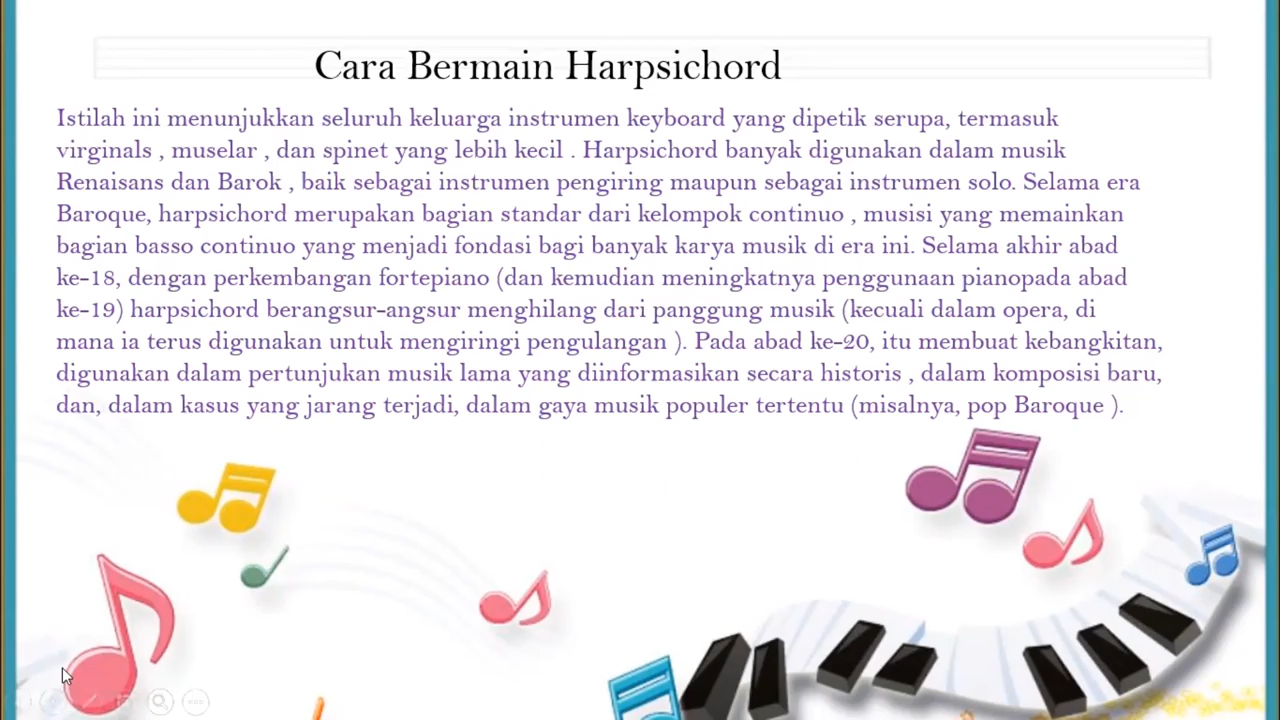 Cara Bermain Harpsichord
Istilah ini menunjukkan seluruh keluarga instrumen keyboard yang dipetik serupa, termasuk
virginals , muselar , dan spinet yang lebih kecil . Harpsichord banyak digunakan dalam musik
Renaisans dan Barok , baik sebagai instrumen pengiring maupun sebagai instrumen solo. Selama era
Baroque, harpsichord merupakan bagian standar dari kelompok continuo , musisi yang memainkan
bagian basso continuo yang menjadi fondasi bagi banyak karya musik di era ini. Selama akhir abad
ke-18, dengan perkembangan fortepiano (dan kemudian meningkatnya penggunaan pianopada abad
ke-19) harpsichord berangsur-angsur menghilang dari panggung musik (kecuali dalam opera, di
mana ia terus digunakan untuk mengiringi pengulangan ). Pada abad ke-20, itu membuat kebangkitan,
digunakan dalam pertunjukan musik lama yang diinformasikan secara historis , dalam komposisi baru,
dan, dalam kasus yang jarang terjadi, dalam gaya musik populer tertentu (misalnya, pop Baroque ).